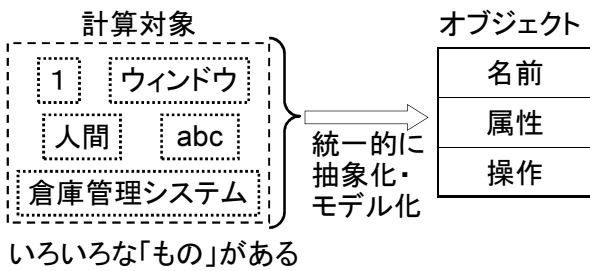 計算対象
1
ウィンドウ
人間
abc
倉庫管理システム
いろいろな「もの」がある
統一的に
抽象化・
モデル化
オブジェクト
名前
属性
操作